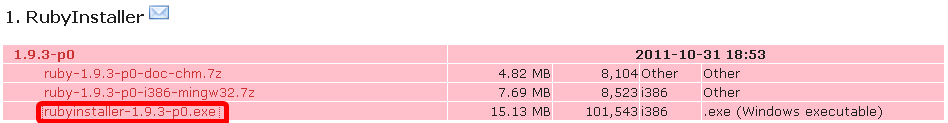 1. RubyInstaller
1.9.3-p0 2011-10-31 18:53
ruby-1.9.3-p0-doc-chm.7z 4.82 MB 8,104 Other Other
ruby-1.9.3-p0-i386-mingw32.7z 7.69 MB 8,523 i386 Other
rubyinstaller-1.9.3-p0.exe 15.13 MB 101,543 i386 .exe (Windows executable)